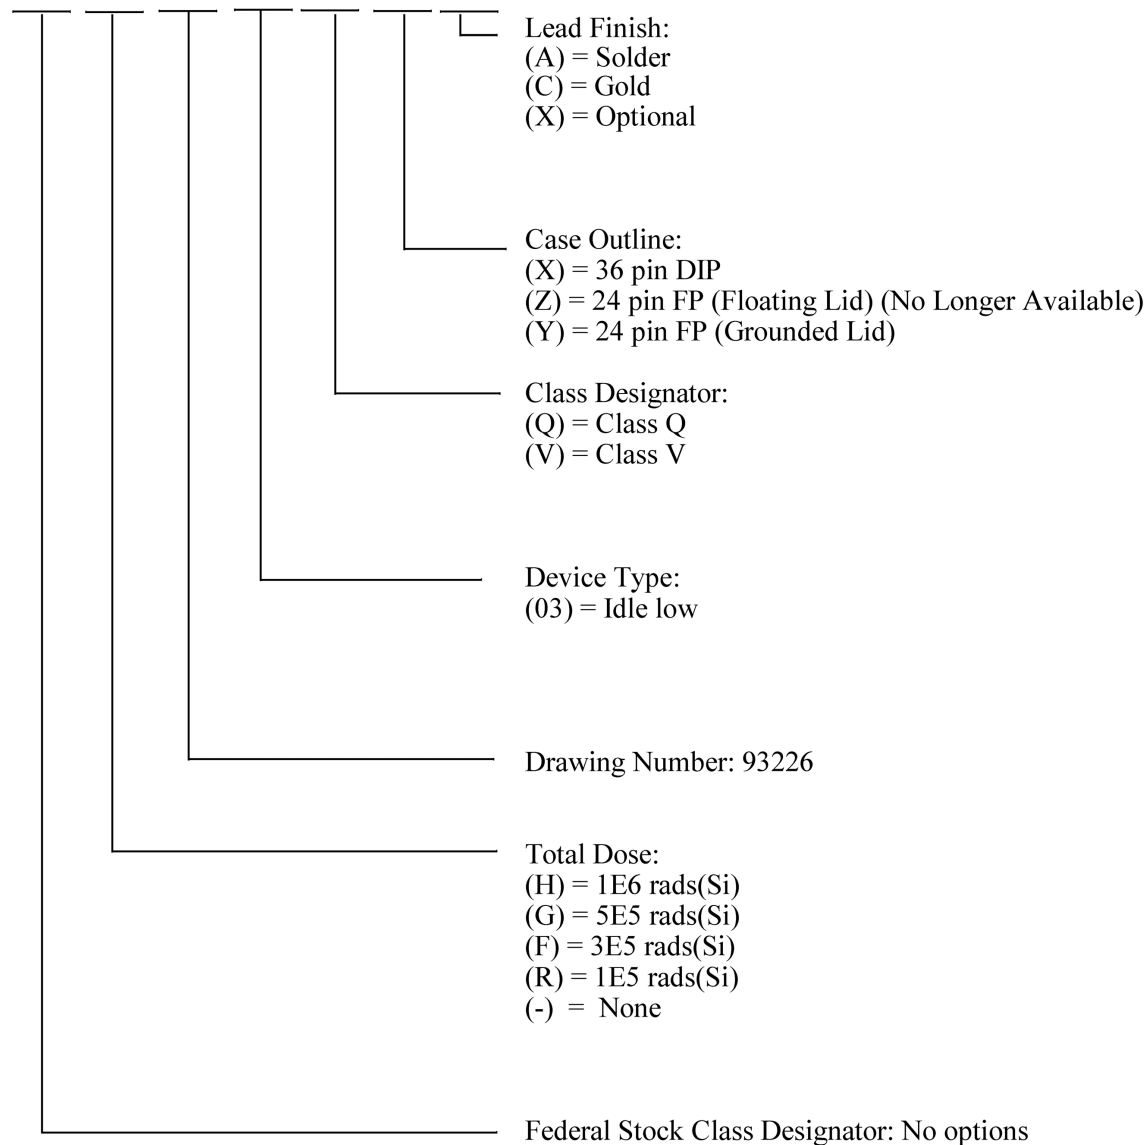 Lead Finish:
(A) = Solder
(C) = Gold
(X) = Optional
Case Outline:
(X) = 36 pin DIP
(Z) = 24 pin FP (Floating Lid) (No Longer Available)
(Y) = 24 pin FP (Grounded Lid)
Class Designator:
(Q) = Class Q
(V) = Class V
Device Type:
(03) = Idle low
Drawing Number: 93226
Total Dose:
(H) = 1E6 rads(Si)
(G) = 5E5 rads(Si)
(F) = 3E5 rads(Si)
(R) = 1E5 rads(Si)
(-) = None
Federal Stock Class Designator: No options